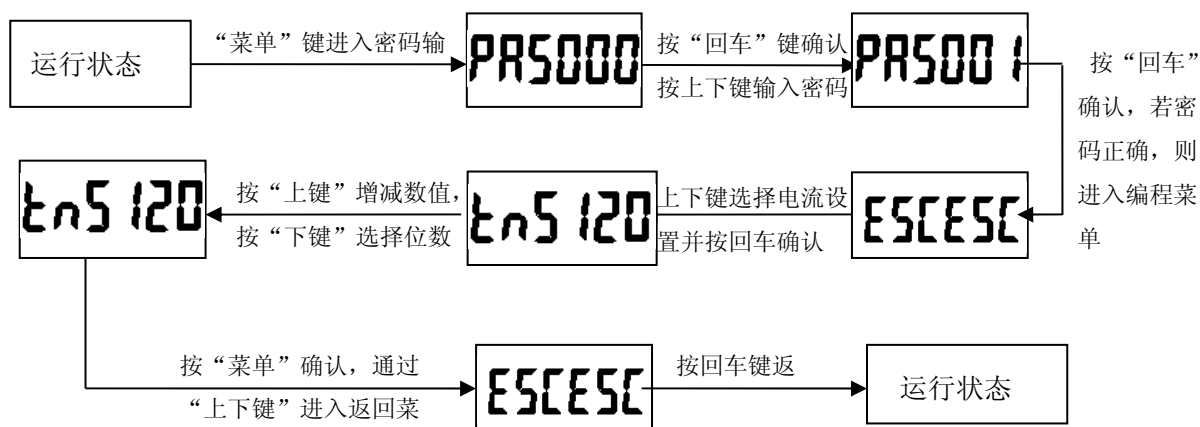 运行状态
“菜单”键进入密码输
PAS000
按“回车”键确认
按上下键输入密码
PAS001
按“回车”
确认，若密
码正确，则
进入编程菜
单
ESCESC
上下键选择电流设
置并按回车确认
tnS120
按“上键”增减数值，
按“下键”选择位数
tnS120
按“菜单”确认，通过
“上下键”进入返回菜
ESCESC
按回车键返
运行状态